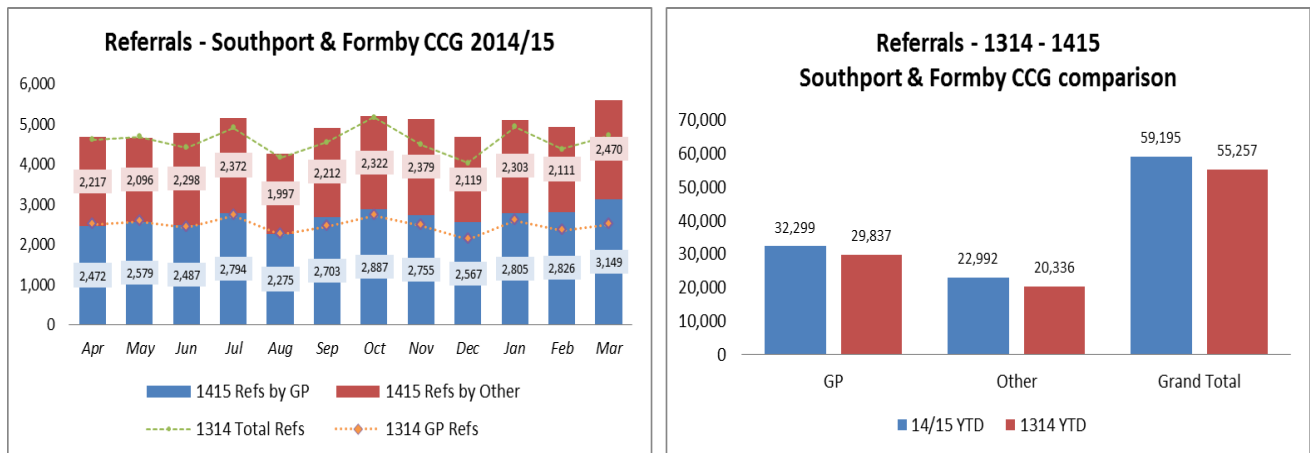 Referrals - Southport & Formby CCG 2014/15
6,000
5,000
4,000
3,000
2,000
1,000
0
2,217 2,096 2,298 2,372 1,997 2,212 2,322 2,379 2,119 2,303 2,111 2,470
2,472 2,579 2,487 2,794 2,275 2,703 2,887 2,755 2,567 2,805 2,826 3,149
Apr May Jun Jul Aug Sep Oct Nov Dec Jan Feb Mar
1415 Refs by GP 1415 Refs by Other
1314 Total Refs 1314 GP Refs
Referrals - 1314 - 1415
Southport & Formby CCG comparison
70,000
60,000
50,000
40,000
30,000
20,000
10,000
0
32,299 29,837 22,992 20,336 59,195 55,257
GP Other Grand Total
14/15 YTD 1314 YTD